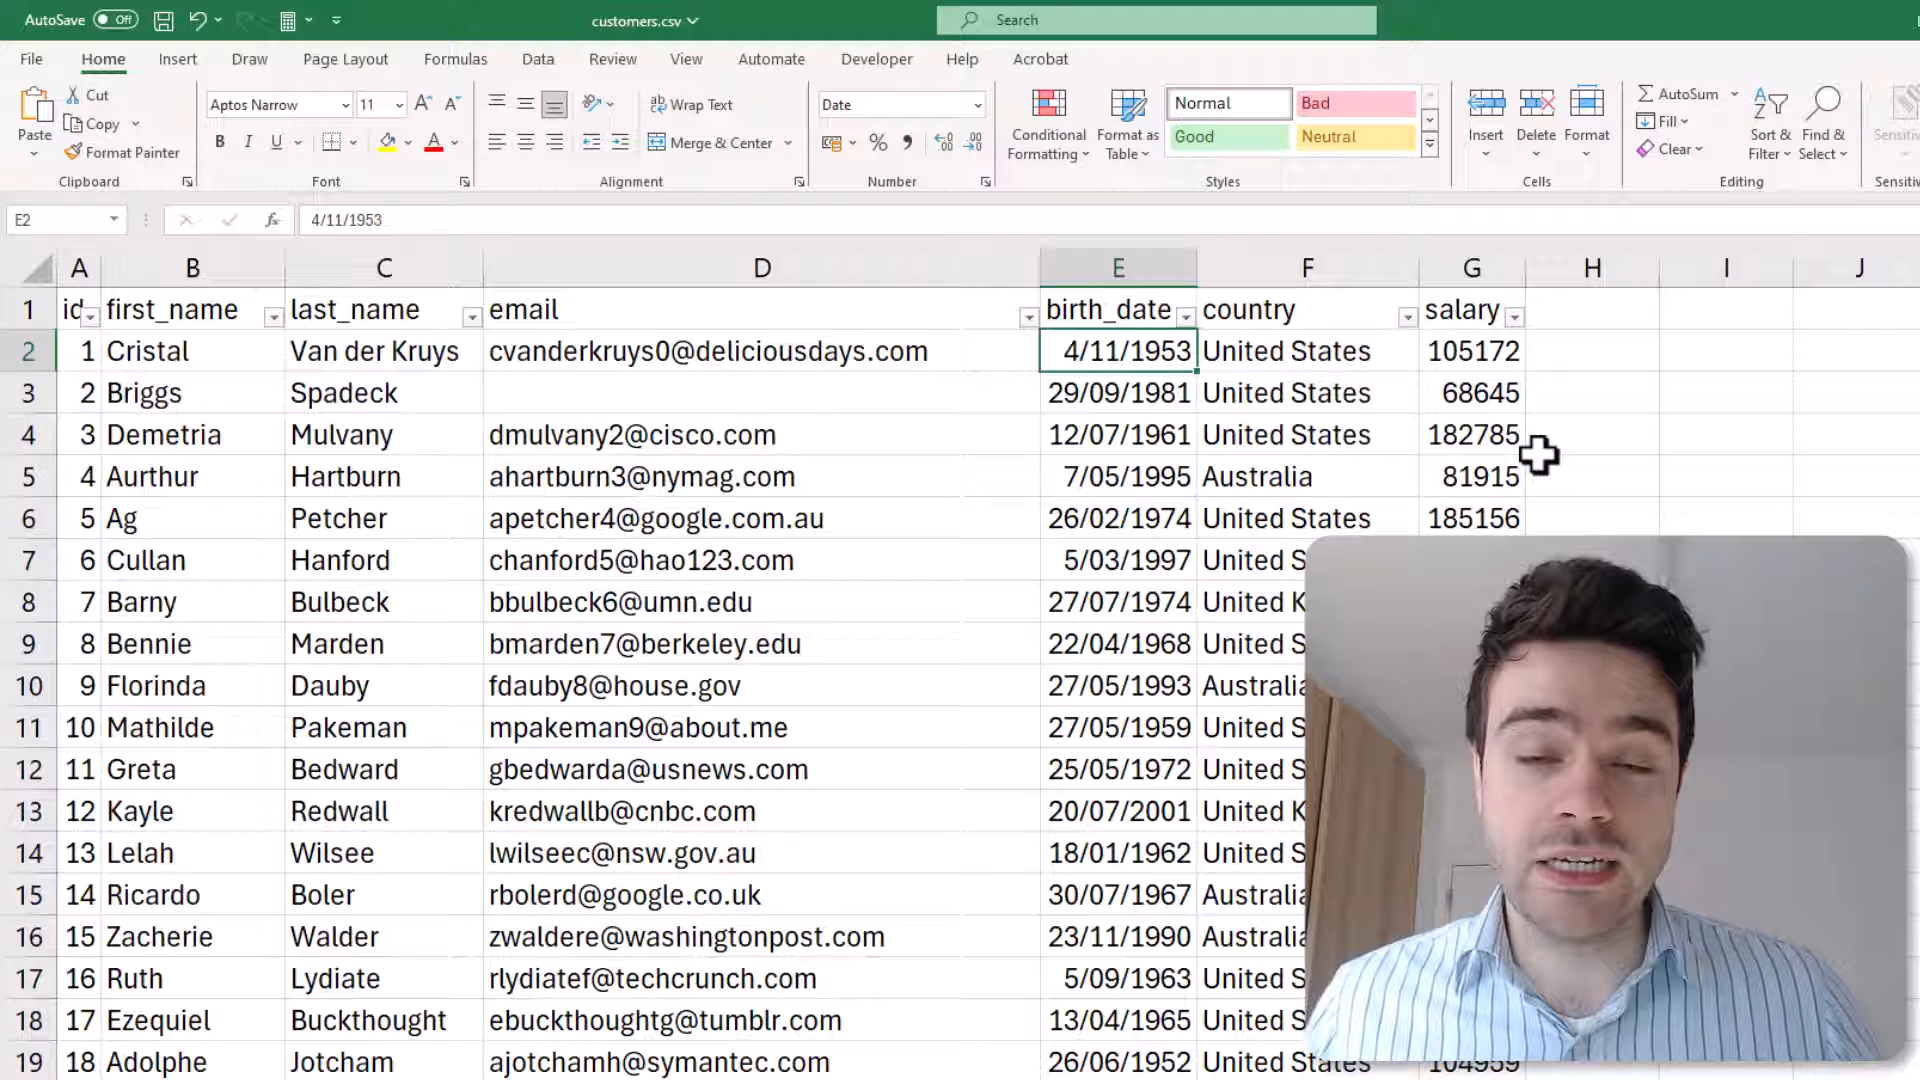 AutoSave Off customers.csv Search
File Home Insert Draw Page Layout Formulas Data Review View Automate Developer Help Acrobat
Paste
Cut
Copy
Format Painter
Clipboard
Aptos Narrow 11
B I U
Font
Wrap Text
Merge & Center
Alignment
Date
Number
Conditional Formatting
Format as Table
Normal Bad
Good Neutral
Styles
Insert Delete Format
Cells
AutoSum
Fill
Clear
Sort & Filter
Find & Select
Editing
E2 fx 4/11/1953
A B C D E F G H I J
1 id first_name last_name email birth_date country salary
2 1 Cristal Van der Kruys cvanderkruys0@deliciousdays.com 4/11/1953 United States 105172
3 2 Briggs Spadeck 29/09/1981 United States 68645
4 3 Demetria Mulvany dmulvany2@cisco.com 12/07/1961 United States 182785
5 4 Aurthur Hartburn ahartburn3@nymag.com 7/05/1995 Australia 81915
6 5 Ag Petcher apetcher4@google.com.au 26/02/1974 United States 185156
7 6 Cullan Hanford chanford5@hao123.com 5/03/1997 United S
8 7 Barny Bulbeck bbulbeck6@umn.edu 27/07/1974 United K
9 8 Bennie Marden bmarden7@berkeley.edu 22/04/1968 United S
10 9 Florinda Dauby fdauby8@house.gov 27/05/1993 Australia
11 10 Mathilde Pakeman mpakeman9@about.me 27/05/1959 United S
12 11 Greta Bedward gbedwarda@usnews.com 25/05/1972 United S
13 12 Kayle Redwall kredwallb@cnbc.com 20/07/2001 United K
14 13 Lelah Wilsee lwilseec@nsw.gov.au 18/01/1962 United S
15 14 Ricardo Boler rbolerd@google.co.uk 30/07/1967 Australia
16 15 Zacherie Walder zwaldere@washingtonpost.com 23/11/1990 Australia
17 16 Ruth Lydiate rlydiatef@techcrunch.com 5/09/1963 United S
18 17 Ezequiel Buckthought ebuckthoughtg@tumblr.com 13/04/1965 United S
19 18 Adolphe Jotcham ajotchamh@symantec.com 26/06/1952 United States 104959